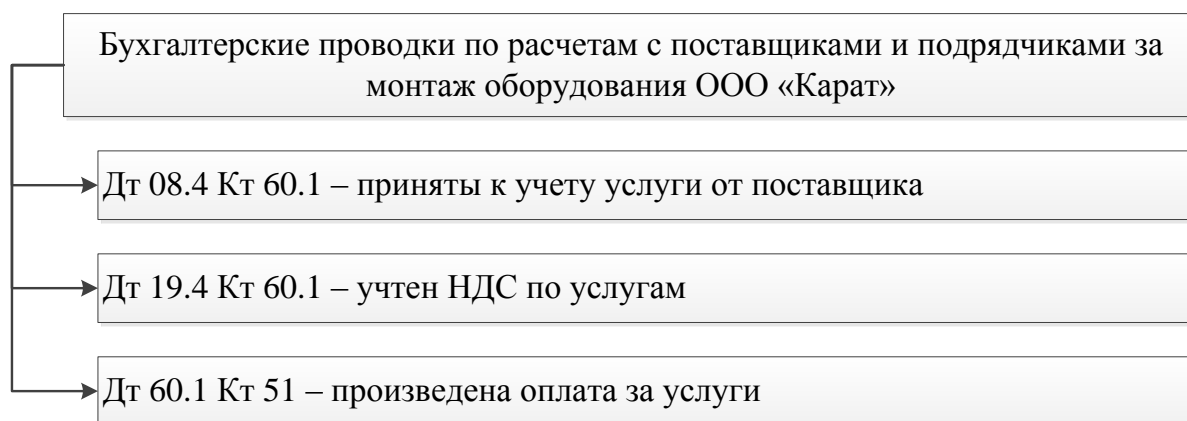 Бухгалтерские проводки по расчетам с поставщиками и подрядчиками за
монтаж оборудования ООО «Карат»
Дт 08.4 Кт 60.1 – приняты к учету услуги от поставщика
Дт 19.4 Кт 60.1 – учтен НДС по услугам
Дт 60.1 Кт 51 – произведена оплата за услуги